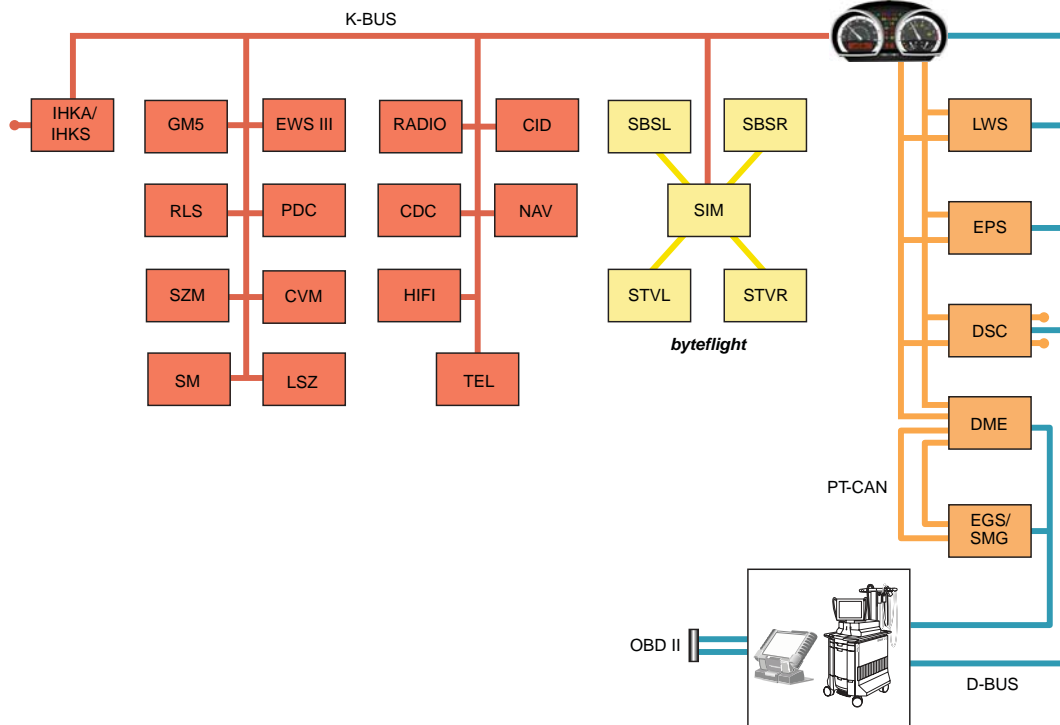 K-BUS
IHKA/
IHKS
GM5
EWS III
RADIO
CID
SBSL
SBSR
LWS
RLS
PDC
CDC
NAV
SIM
EPS
SZM
CVM
HIFI
STVL
STVR
DSC
byteflight
SM
LSZ
TEL
DME
PT-CAN
EGS/
SMG
OBD II
D-BUS